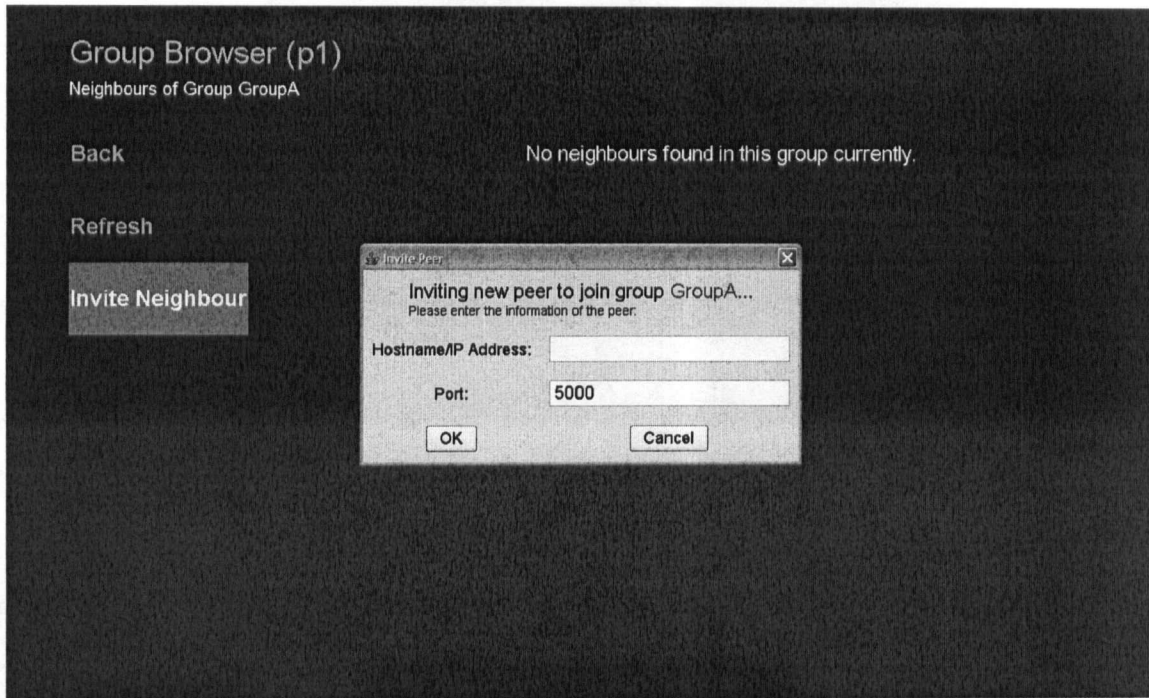 Group Browser (p1)
Neighbours of Group GroupA
Back
No neighbours found in this group currently.
Refresh
Invite Neighbour
Invite Peer
Inviting new peer to join group GroupA...
Please enter the information of the peer:
Hostname/IP Address:
Port:
5000
OK
Cancel